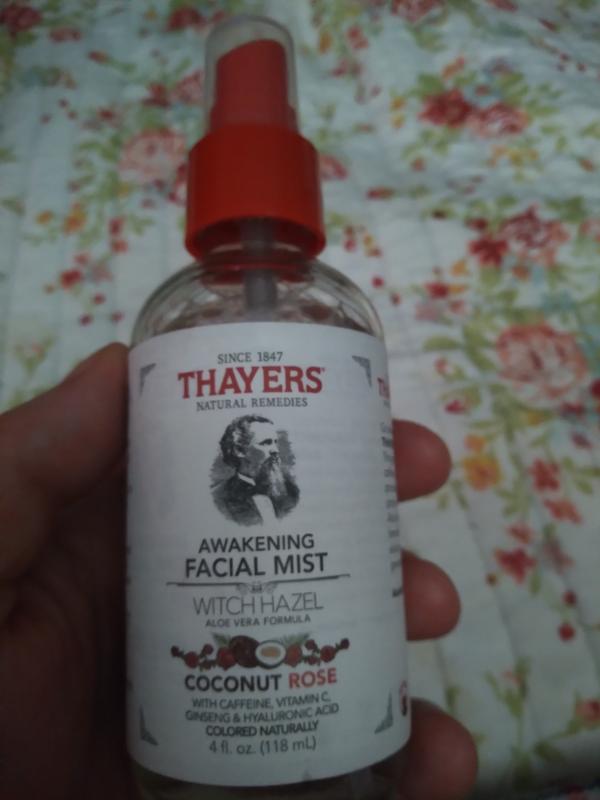 SINCE 1847
THAYERS®
NATURAL REMEDIES
AWAKENING
FACIAL MIST
WITCH HAZEL
ALOE VERA FORMULA
COCONUT ROSE
WITH CAFFEINE, VITAMIN C,
GINSENG & HYALURONIC ACID
COLORED NATURALLY
4 fl. oz. (118 mL)